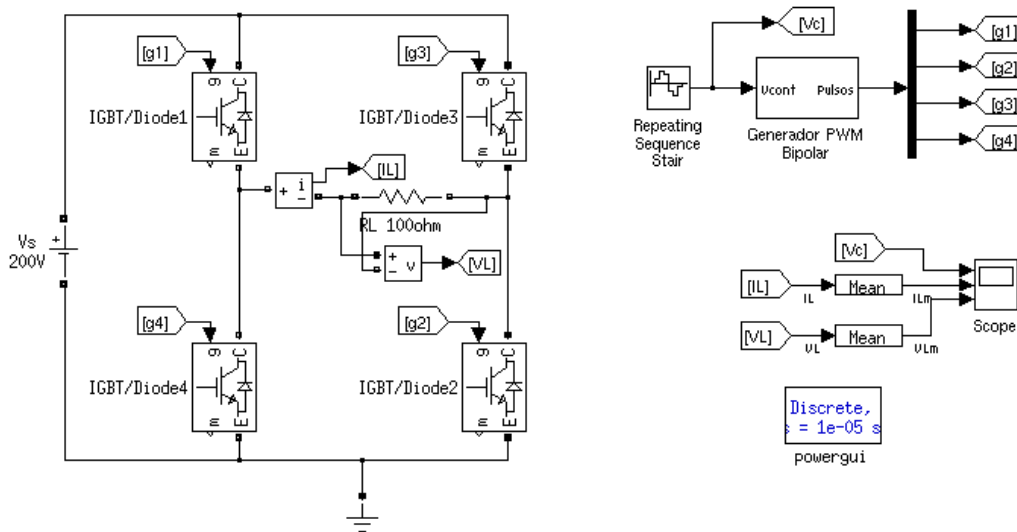 [g1]
g
C
IGBT/Diode1
m
E
[g3]
g
C
IGBT/Diode3
m
E
+
i
-
[IL]
RL 100ohm
+
-
v
[VL]
Vs
200V
+
[g4]
g
C
IGBT/Diode4
m
E
[g2]
g
C
IGBT/Diode2
m
E
[Vc]
Repeating
Sequence
Stair
Vcont Pulsos
Generador PWM
Bipolar
[g1]
[g2]
[g3]
[g4]
[Vc]
[IL]
IL
Mean
ILm
[VL]
VL
Mean
VLm
Scope
Discrete,
s = 1e-05 s
powergui